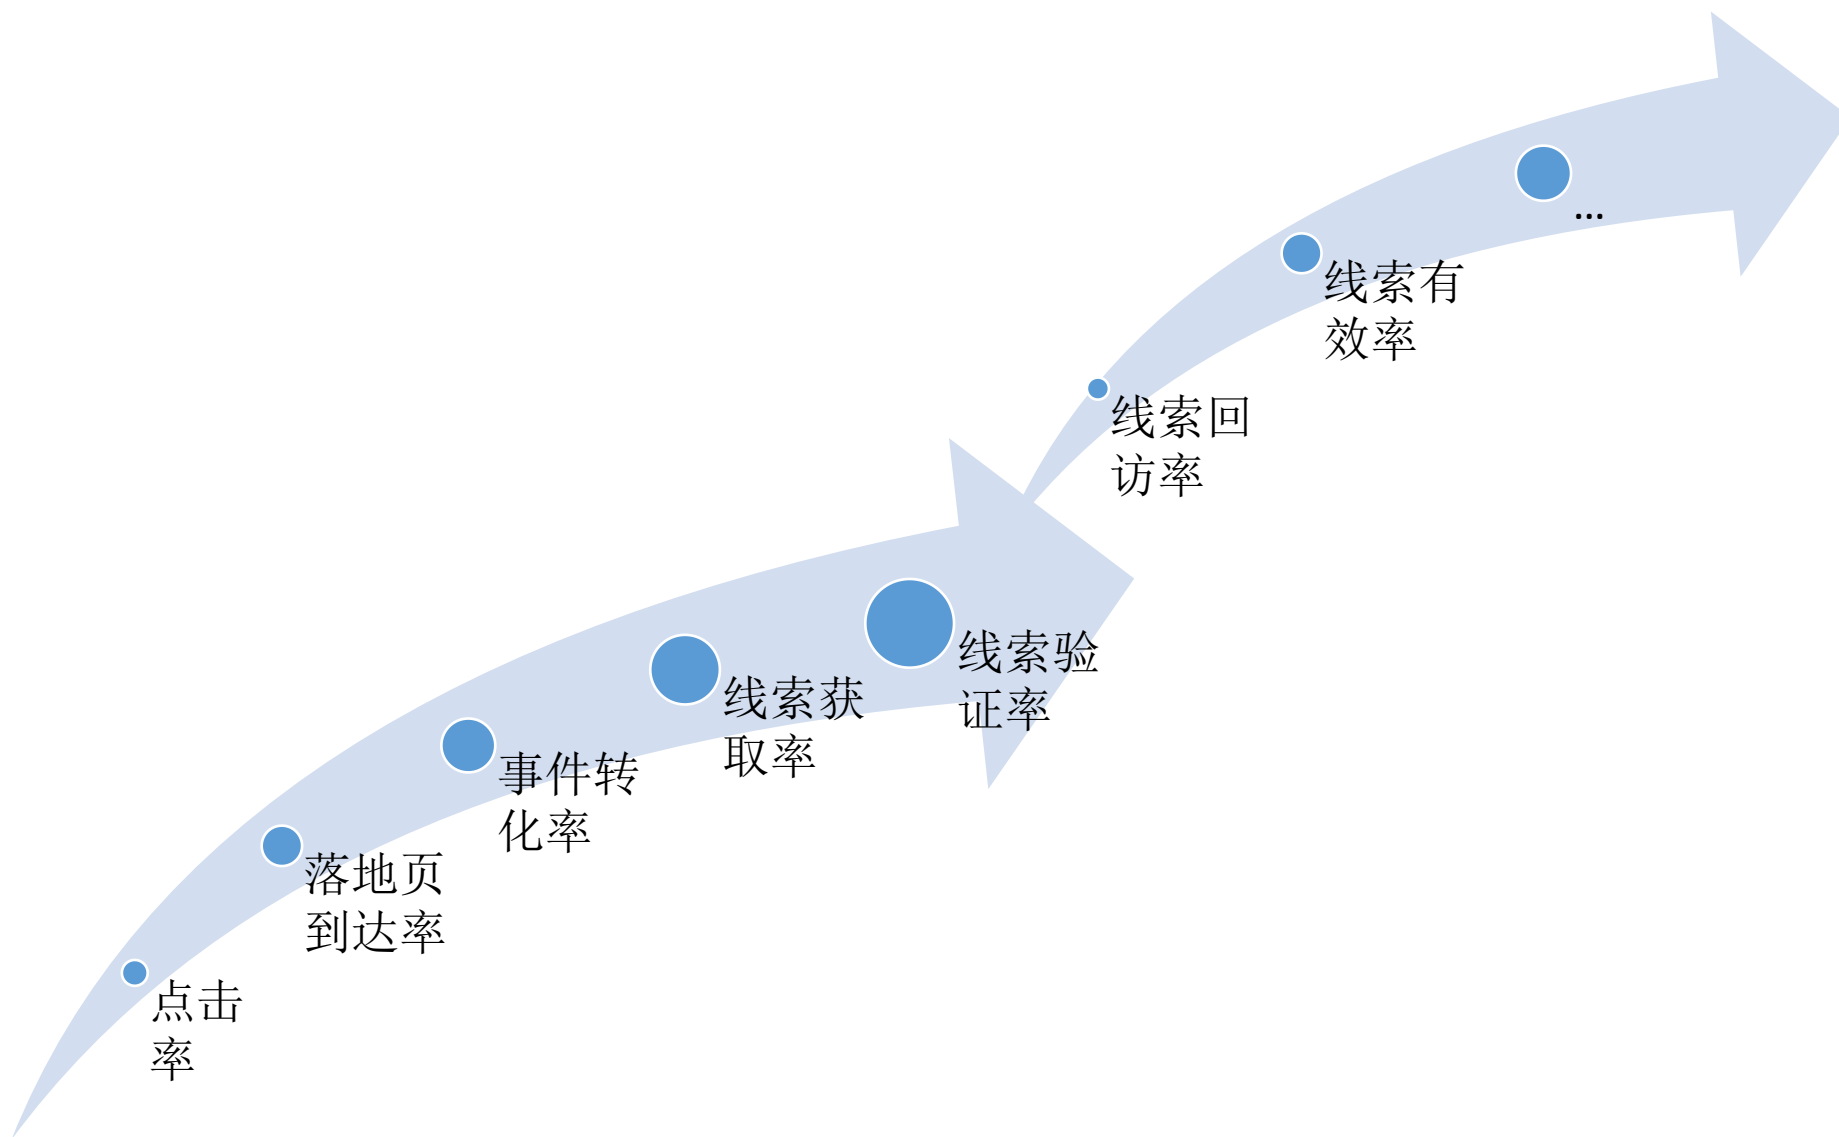 点击
率
落地页
到达率
事件转
化率
线索获
取率
线索验
证率
线索回
访率
线索有
效率
...